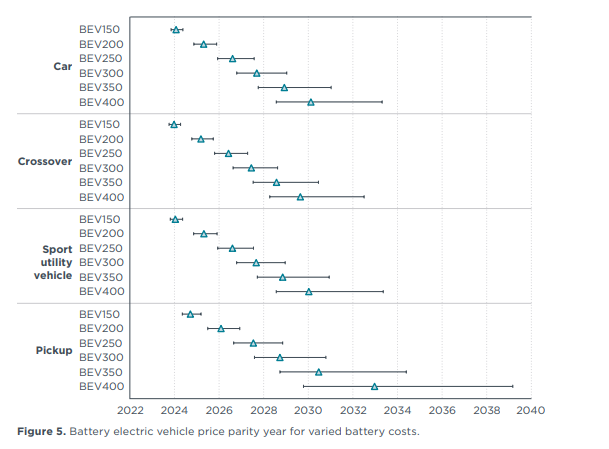 BEV150
BEV200
BEV250
Car BEV300
BEV350
BEV400
BEV150
BEV200
BEV250
Crossover BEV300
BEV350
BEV400
BEV150
BEV200
Sport BEV250
utility BEV300
vehicle BEV350
BEV400
BEV150
BEV200
BEV250
Pickup BEV300
BEV350
BEV400
2022 2024 2026 2028 2030 2032 2034 2036 2038 2040
Figure 5. Battery electric vehicle price parity year for varied battery costs.